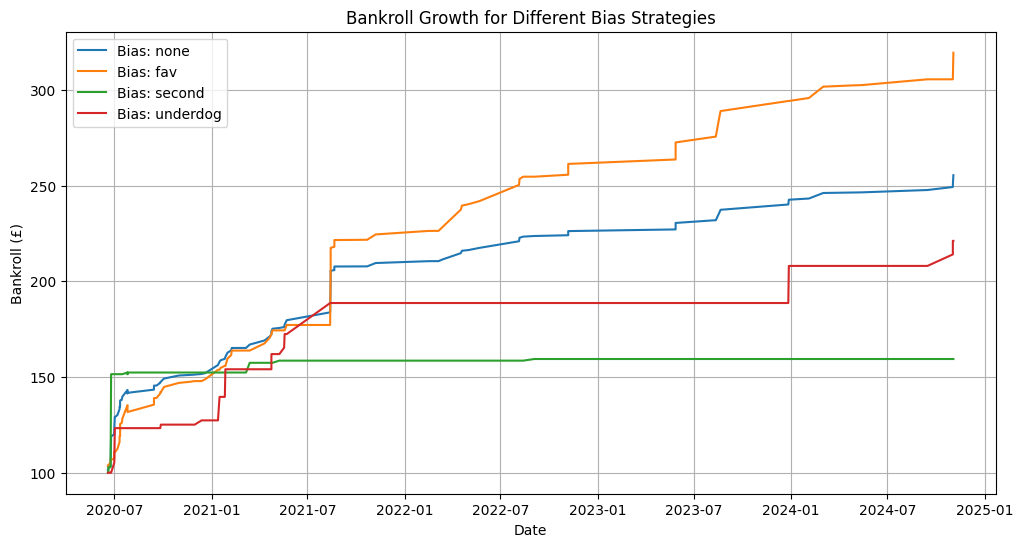 Bankroll Growth for Different Bias Strategies
Bias: none
Bias: fav
Bias: second
Bias: underdog
Bankroll (£)
300
250
200
150
100
2020-07 2021-01 2021-07 2022-01 2022-07 2023-01 2023-07 2024-01 2024-07 2025-01
Date